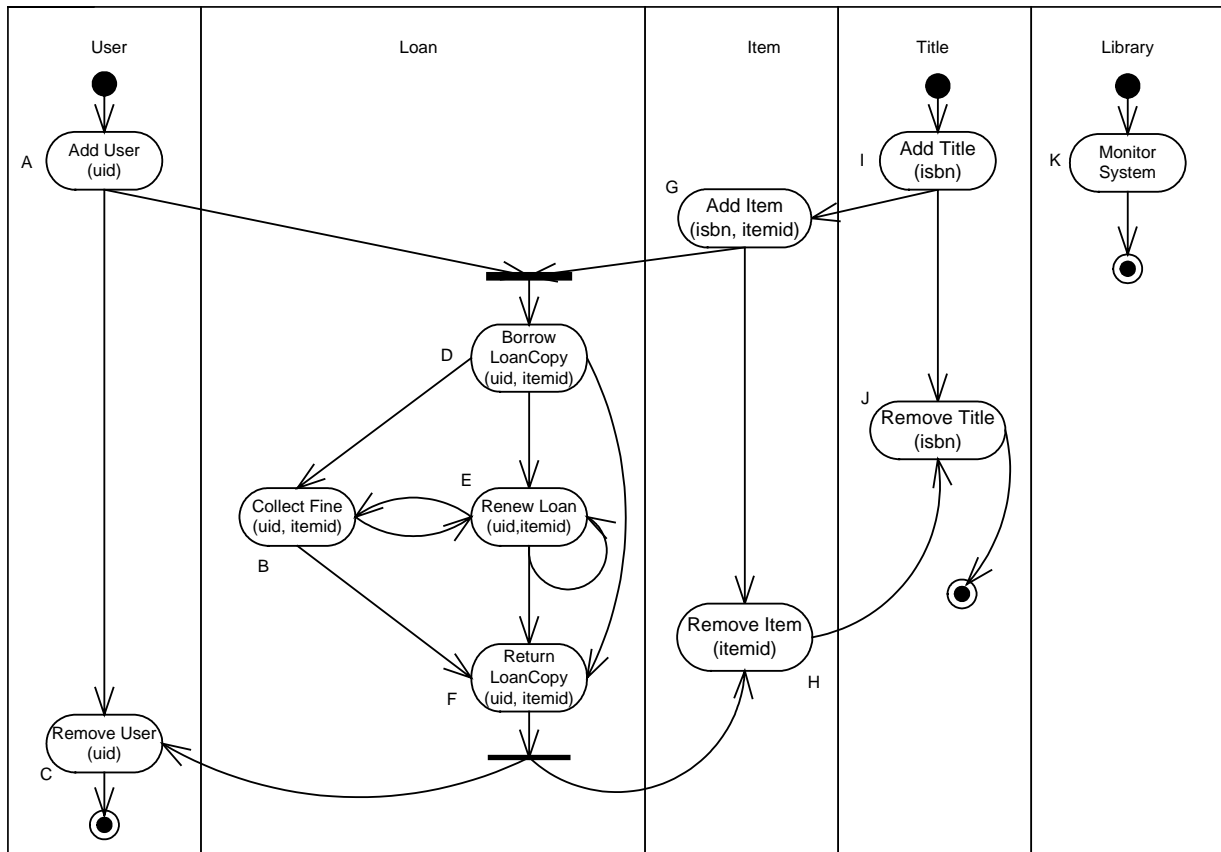 User
Loan
Item
Title
Library
A
Add User
(uid)
I
Add Title
(isbn)
K
Monitor
System
G
Add Item
(isbn, itemid)
D
Borrow
LoanCopy
(uid, itemid)
J
Remove Title
(isbn)
E
Collect Fine
(uid, itemid)
B
Renew Loan
(uid,itemid)
Remove Item
(itemid)
H
Return
LoanCopy
(uid, itemid)
F
Remove User
(uid)
C